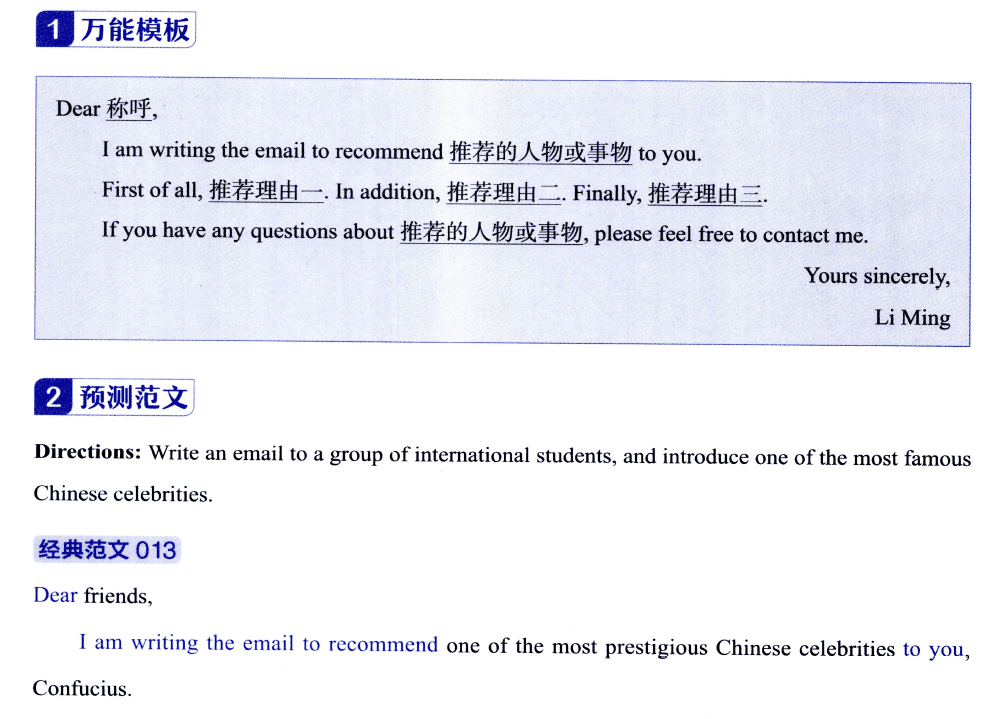 1 万能模板
Dear 称呼,
I am writing the email to recommend 推荐的人物或事物 to you.
First of all, 推荐理由一. In addition, 推荐理由二. Finally, 推荐理由三.
If you have any questions about 推荐的人物或事物, please feel free to contact me.
Yours sincerely,
Li Ming
2 预测范文
Directions: Write an email to a group of international students, and introduce one of the most famous
Chinese celebrities.
经典范文 013
Dear friends,
I am writing the email to recommend one of the most prestigious Chinese celebrities to you,
Confucius.